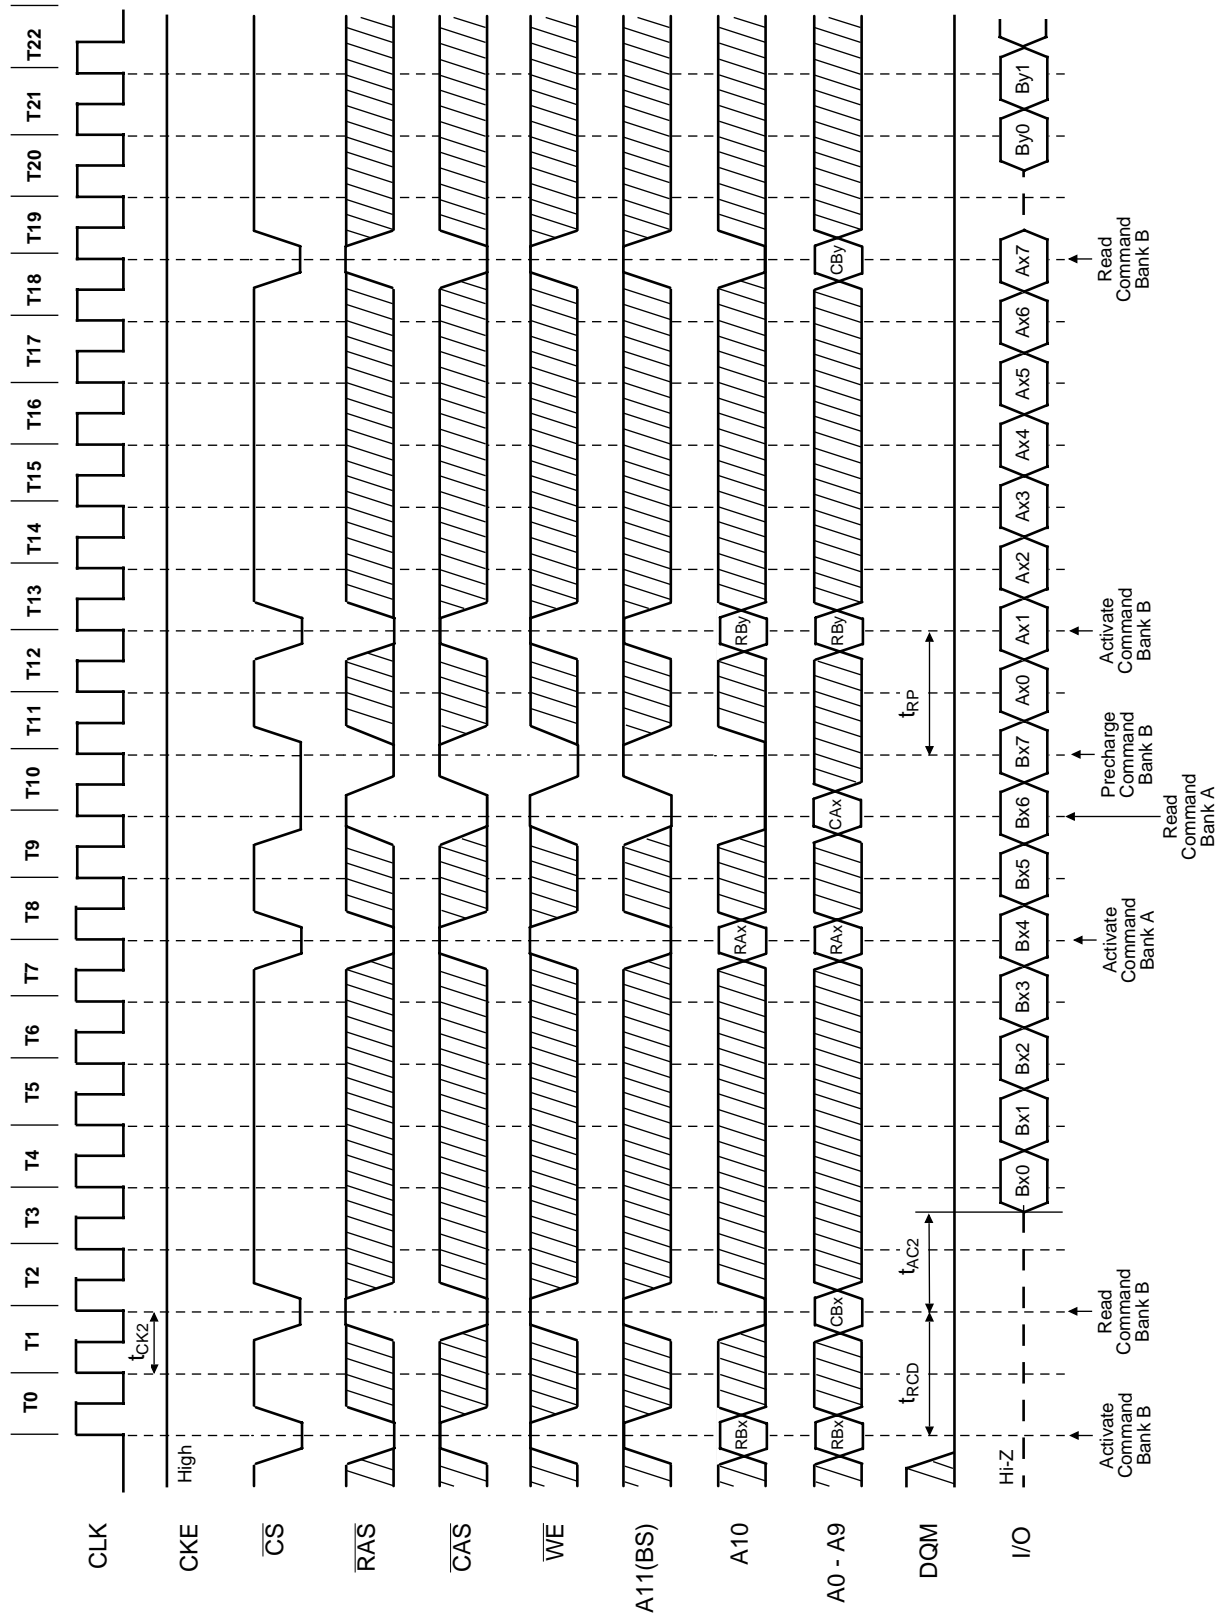 T0 T1 T2 T3 T4 T5 T6 T7 T8 T9 T10 T11 T12 T13 T14 T15 T16 T17 T18 T19 T20 T21 T22
CLK
tCK2
CKE
High
CS
RAS
CAS
WE
A11(BS)
A10
RBx RAx RBy
A0 - A9
RBx CBx RAx CAx RBy CBy
DQM
tRCD tAC2 tRP
I/O
Hi-Z
Bx0 Bx1 Bx2 Bx3 Bx4 Bx5 Bx6 Bx7 Ax0 Ax1 Ax2 Ax3 Ax4 Ax5 Ax6 Ax7 By0 By1
Activate
Command
Bank B
Read
Command
Bank B
Activate
Command
Bank A
Read
Command
Bank A
Precharge
Command
Bank B
Activate
Command
Bank B
Read
Command
Bank B